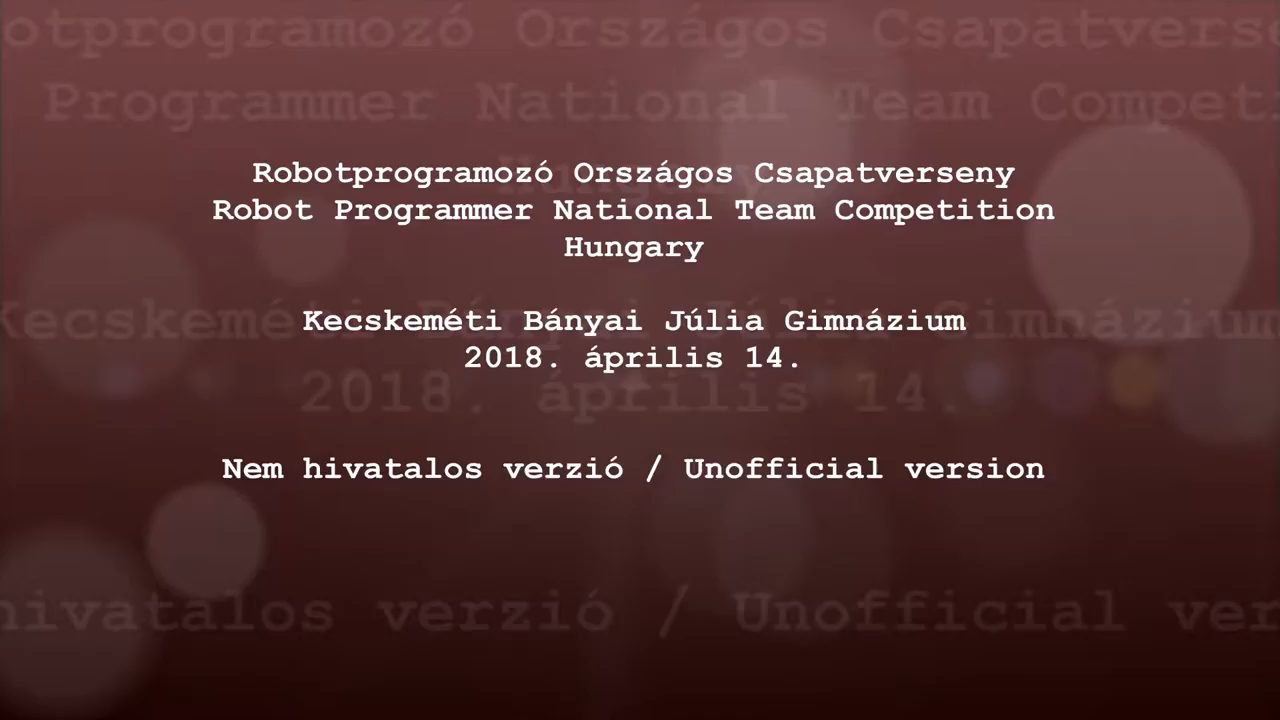 Robotprogramozó Országos Csapatverseny
Robot Programmer National Team Competition
Hungary
Kecskeméti Bányai Júlia Gimnázium
2018. április 14.
Nem hivatalos verzió / Unofficial version